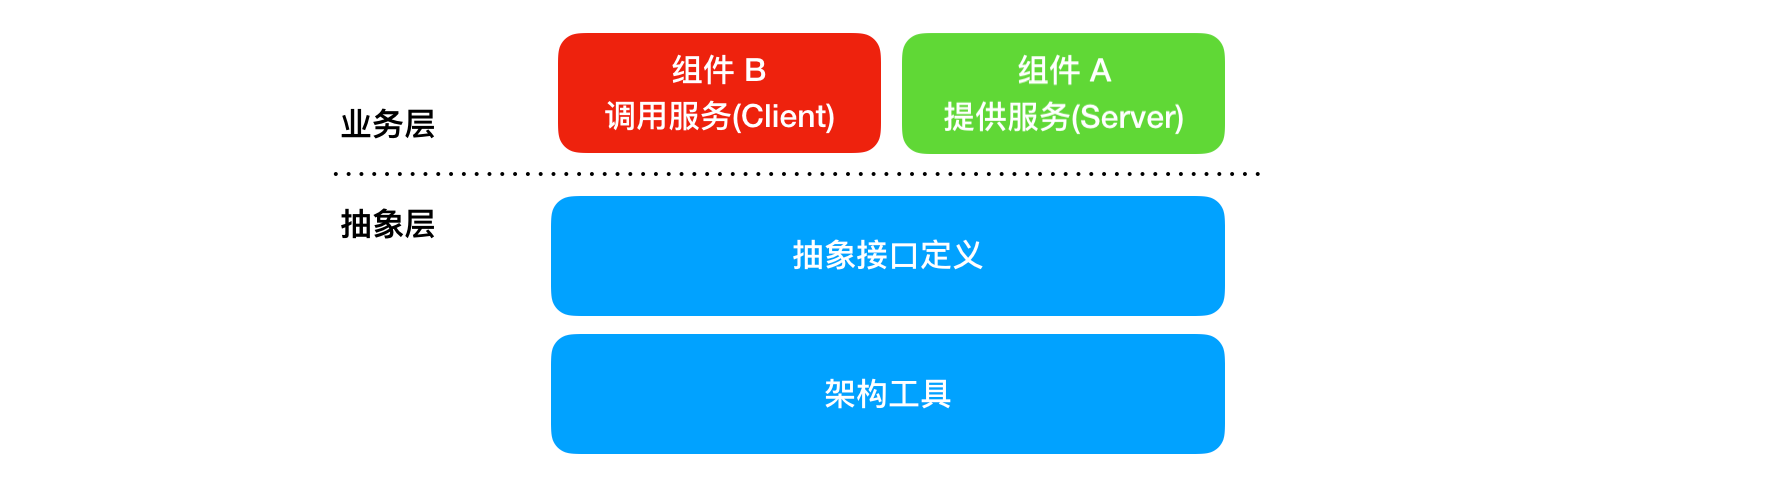 组件 B
调用服务(Client)
组件 A
提供服务(Server)
业务层
抽象层
抽象接口定义
架构工具